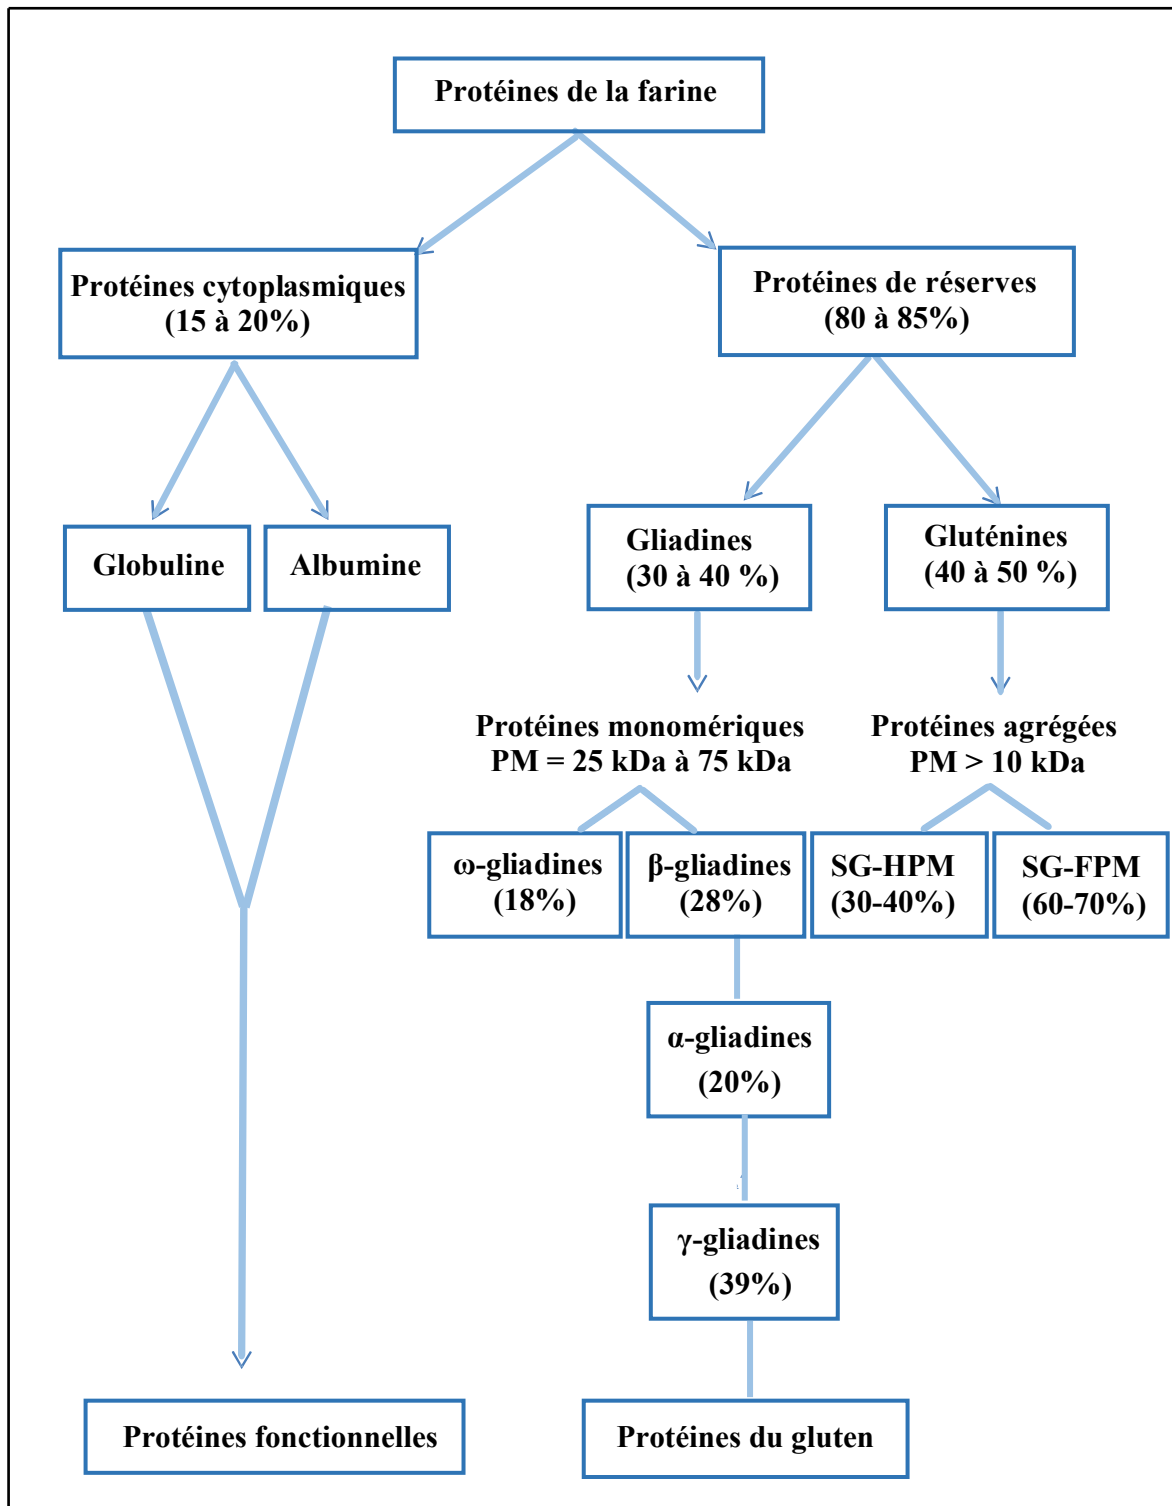 Protéines de la farine
Protéines cytoplasmiques
(15 à 20%)
Protéines de réserves
(80 à 85%)
Globuline
Albumine
Gliadines
(30 à 40 %)
Gluténines
(40 à 50 %)
Protéines monomériques
PM = 25 kDa à 75 kDa
Protéines agrégées
PM > 10 kDa
ω-gliadines
(18%)
β-gliadines
(28%)
SG-HPM
(30-40%)
SG-FPM
(60-70%)
α-gliadines
(20%)
γ-gliadines
(39%)
Protéines fonctionnelles
Protéines du gluten